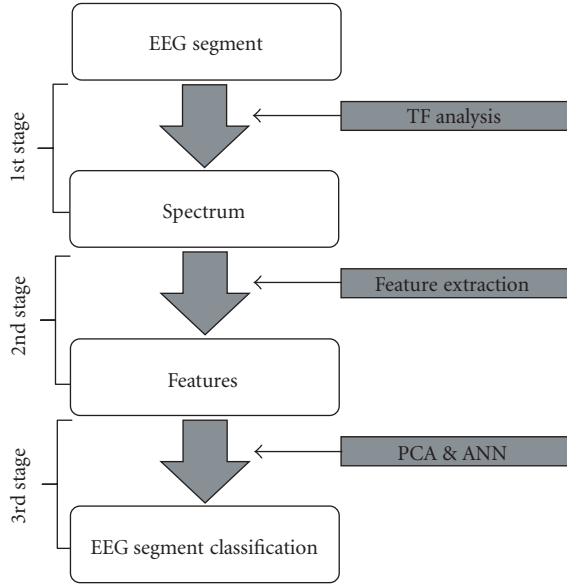 EEG segment
1st stage
TF analysis
Spectrum
2nd stage
Feature extraction
Features
3rd stage
PCA & ANN
EEG segment classification